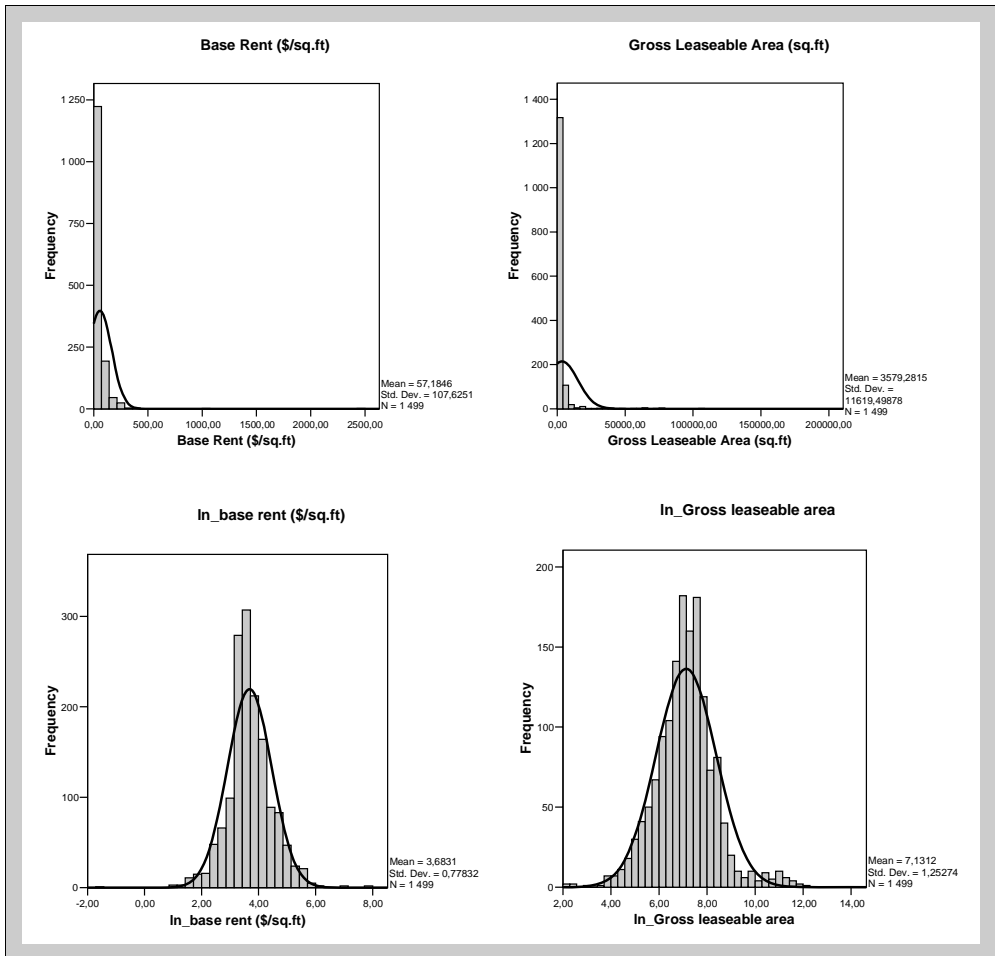 Base Rent ($/sq.ft)
Frequency
1 250
1 000
750
500
250
0
0,00 500,00 1000,00 1500,00 2000,00 2500,00
Base Rent ($/sq.ft)
Mean = 57,1846
Std. Dev. = 107,6251
N = 1 499
Gross Leaseable Area (sq.ft)
Frequency
1 400
1 200
1 000
800
600
400
200
0
0,00 50000,00 100000,00 150000,00 200000,00
Gross Leaseable Area (sq.ft)
Mean = 3579,2815
Std. Dev. =
11619,49878
N = 1 499
ln_base rent ($/sq.ft)
Frequency
300
200
100
0
-2,00 0,00 2,00 4,00 6,00 8,00
ln_base rent ($/sq.ft)
Mean = 3,6831
Std. Dev. = 0,77832
N = 1 499
ln_Gross leaseable area
Frequency
200
150
100
50
0
2,00 4,00 6,00 8,00 10,00 12,00 14,00
ln_Gross leaseable area
Mean = 7,1312
Std. Dev. = 1,25274
N = 1 499